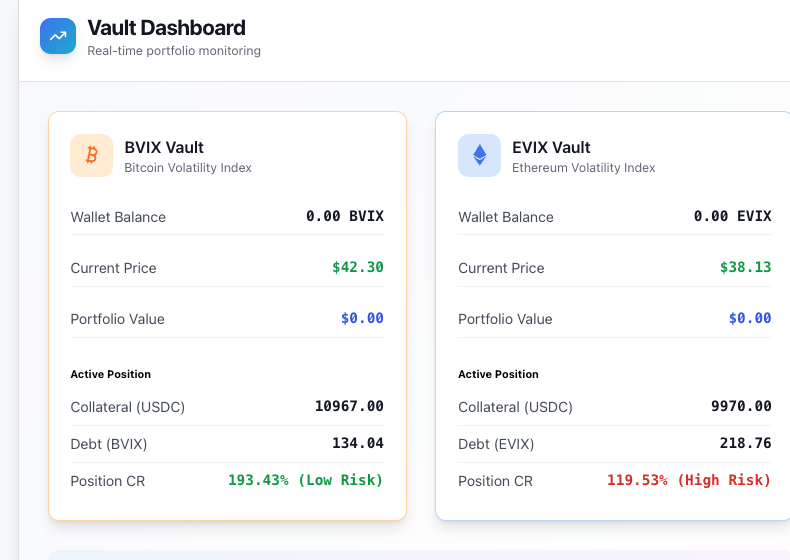 Vault Dashboard
Real-time portfolio monitoring
BVIX Vault
Bitcoin Volatility Index
Wallet Balance 0.00 BVIX
Current Price $42.30
Portfolio Value $0.00
Active Position
Collateral (USDC) 10967.00
Debt (BVIX) 134.04
Position CR 193.43% (Low Risk)
EVIX Vault
Ethereum Volatility Index
Wallet Balance 0.00 EVIX
Current Price $38.13
Portfolio Value $0.00
Active Position
Collateral (USDC) 9970.00
Debt (EVIX) 218.76
Position CR 119.53% (High Risk)